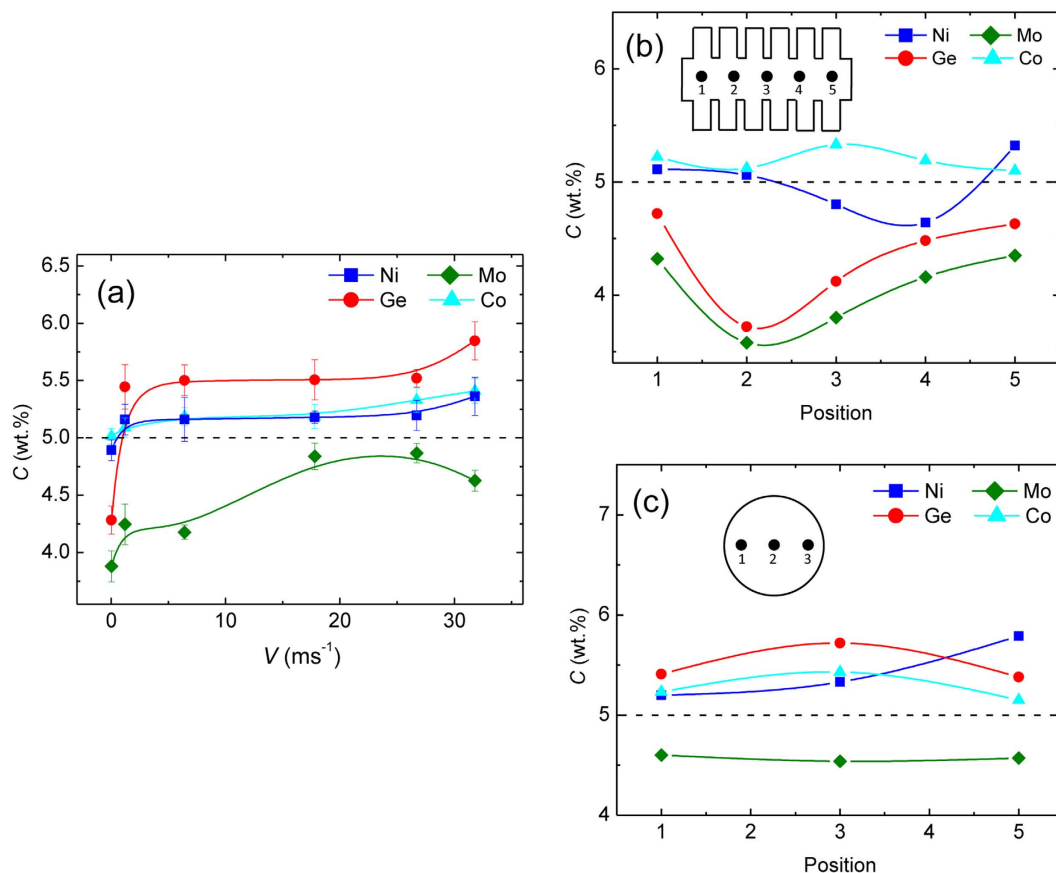 (a)
Ni
Mo
Ge
Co
6.5
6.0
5.5
5.0
4.5
4.0
C (wt.%)
0
10
20
30
V (ms⁻¹)
(b)
1 2 3 4 5
Ni
Mo
Ge
Co
6
5
4
C (wt.%)
1
2
3
4
5
Position
(c)
1 2 3
Ni
Mo
Ge
Co
7
6
5
4
C (wt.%)
1
2
3
4
5
Position